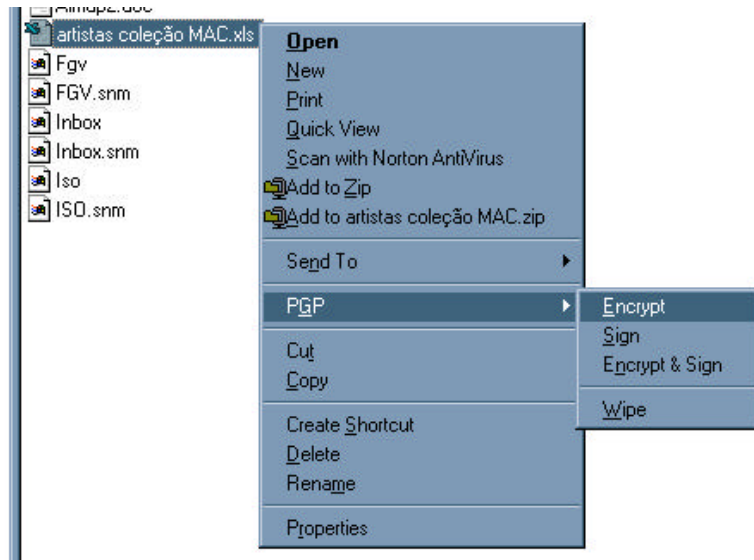 artistas coleção MAC.xls
Fgv
FGV.snm
Inbox
Inbox.snm
Iso
ISO.snm
Open
New
Print
Quick View
Scan with Norton AntiVirus
Add to Zip
Add to artistas coleção MAC.zip
Send To
PGP
Cut
Copy
Create Shortcut
Delete
Rename
Properties
Encrypt
Sign
Encrypt & Sign
Wipe